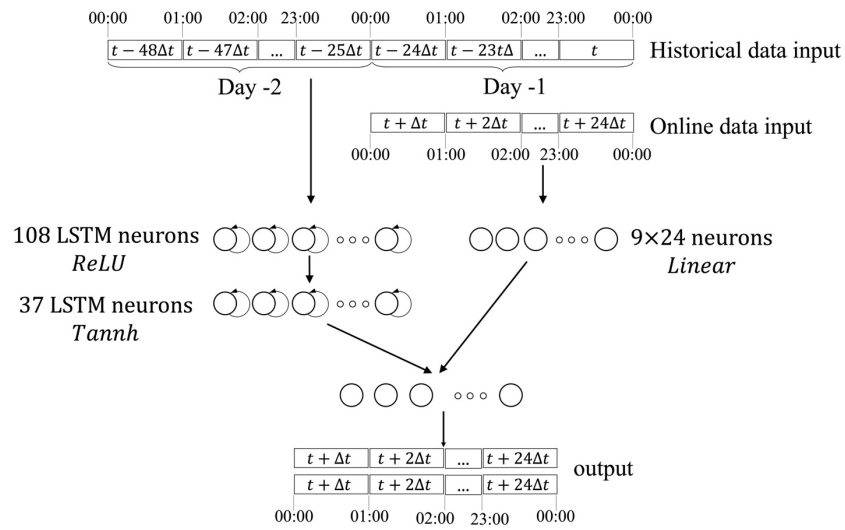 00:00 01:00 02:00 23:00 00:00 01:00 02:00 23:00 00:00
t − 48Δt t − 47Δt ... t − 25Δt t − 24Δt t − 23tΔ ... t Historical data input
Day -2 Day -1
t + Δt t + 2Δt ... t + 24Δt Online data input
00:00 01:00 02:00 23:00 00:00
108 LSTM neurons
ReLU
9×24 neurons
Linear
37 LSTM neurons
Tannh
t + Δt t + 2Δt ... t + 24Δt
output
t + Δt t + 2Δt ... t + 24Δt
00:00 01:00 02:00 23:00 00:00